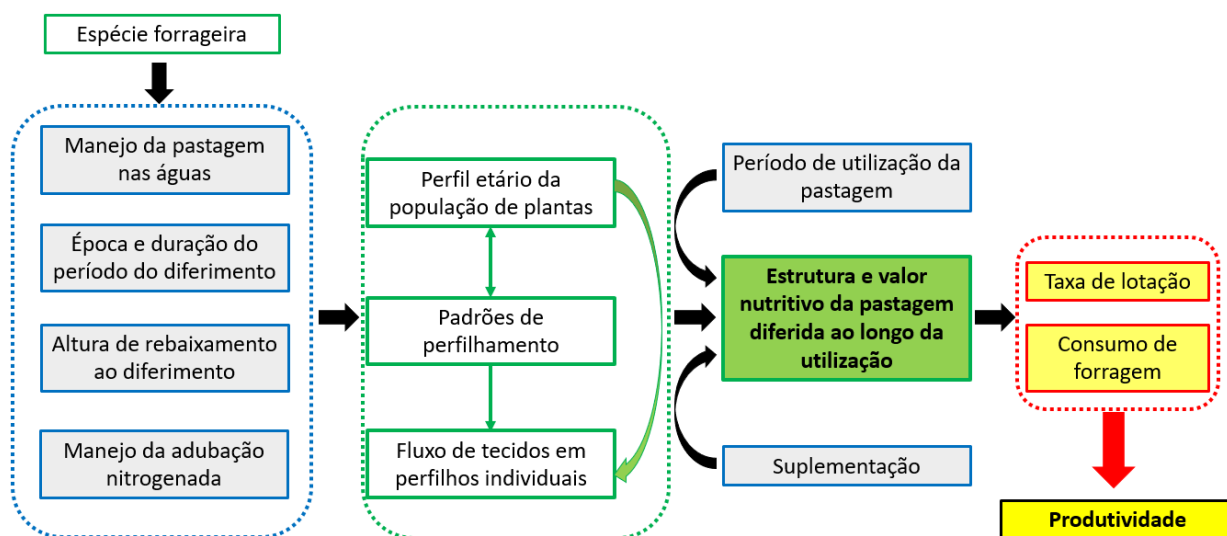 Espécie forrageira
Manejo da pastagem
nas águas
Época e duração do
período do diferimento
Altura de rebaixamento
ao diferimento
Manejo da adubação
nitrogenada
Perfil etário da
população de plantas
Padrões de
perfilhamento
Fluxo de tecidos em
perfilhos individuais
Período de utilização da
pastagem
Estrutura e valor
nutritivo da pastagem
diferida ao longo da
utilização
Suplementação
Taxa de lotação
Consumo de
forragem
Produtividade